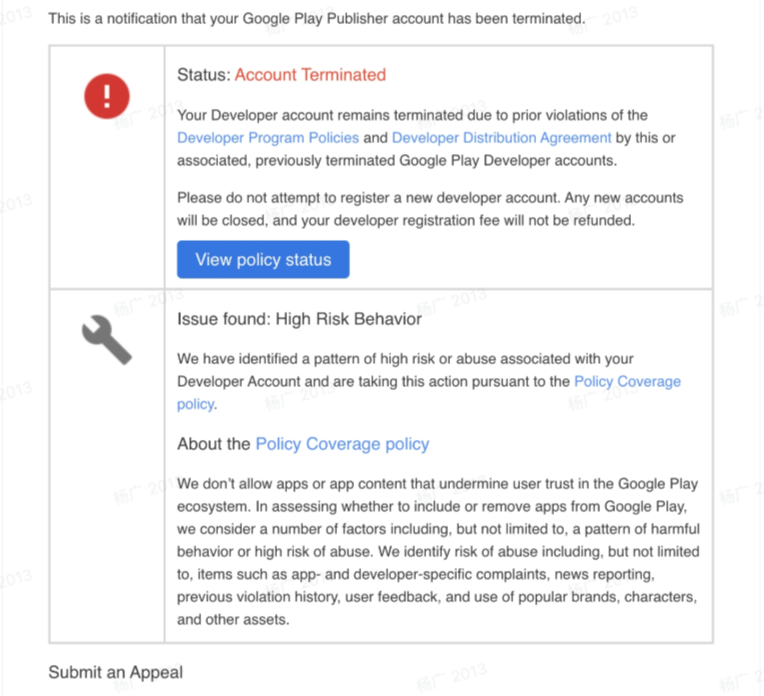 This is a notification that your Google Play Publisher account has been terminated.
Status: Account Terminated
Your Developer account remains terminated due to prior violations of the
Developer Program Policies and Developer Distribution Agreement by this or
associated, previously terminated Google Play Developer accounts.
Please do not attempt to register a new developer account. Any new accounts
will be closed, and your developer registration fee will not be refunded.
View policy status
Issue found: High Risk Behavior
We have identified a pattern of high risk or abuse associated with your
Developer Account and are taking this action pursuant to the Policy Coverage
policy.
About the Policy Coverage policy
We don't allow apps or app content that undermine user trust in the Google Play
ecosystem. In assessing whether to include or remove apps from Google Play,
we consider a number of factors including, but not limited to, a pattern of harmful
behavior or high risk of abuse. We identify risk of abuse including, but not limited
to, items such as app- and developer-specific complaints, news reporting,
previous violation history, user feedback, and use of popular brands, characters,
and other assets.
Submit an Appeal
杨广 2013